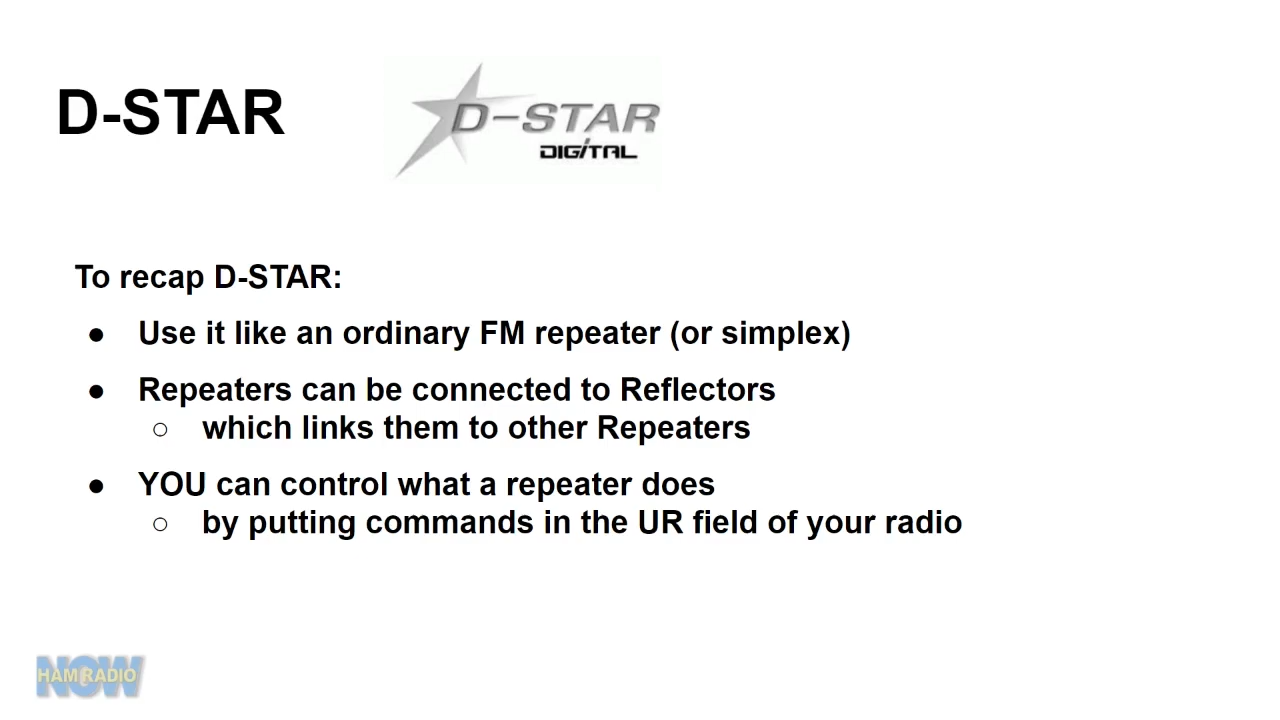 D-STAR
D-STAR
DIGITAL
To recap D-STAR:
● Use it like an ordinary FM repeater (or simplex)
● Repeaters can be connected to Reflectors
○ which links them to other Repeaters
● YOU can control what a repeater does
○ by putting commands in the UR field of your radio
HAM RADIO
NOW